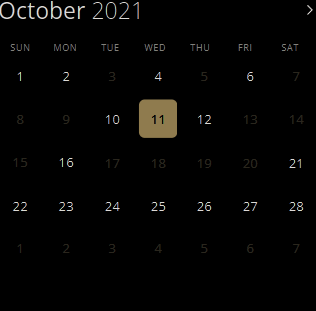 October 2021
SUN MON TUE WED THU FRI SAT
1 2 3 4 5 6 7
8 9 10 11 12 13 14
15 16 17 18 19 20 21
22 23 24 25 26 27 28
1 2 3 4 5 6 7